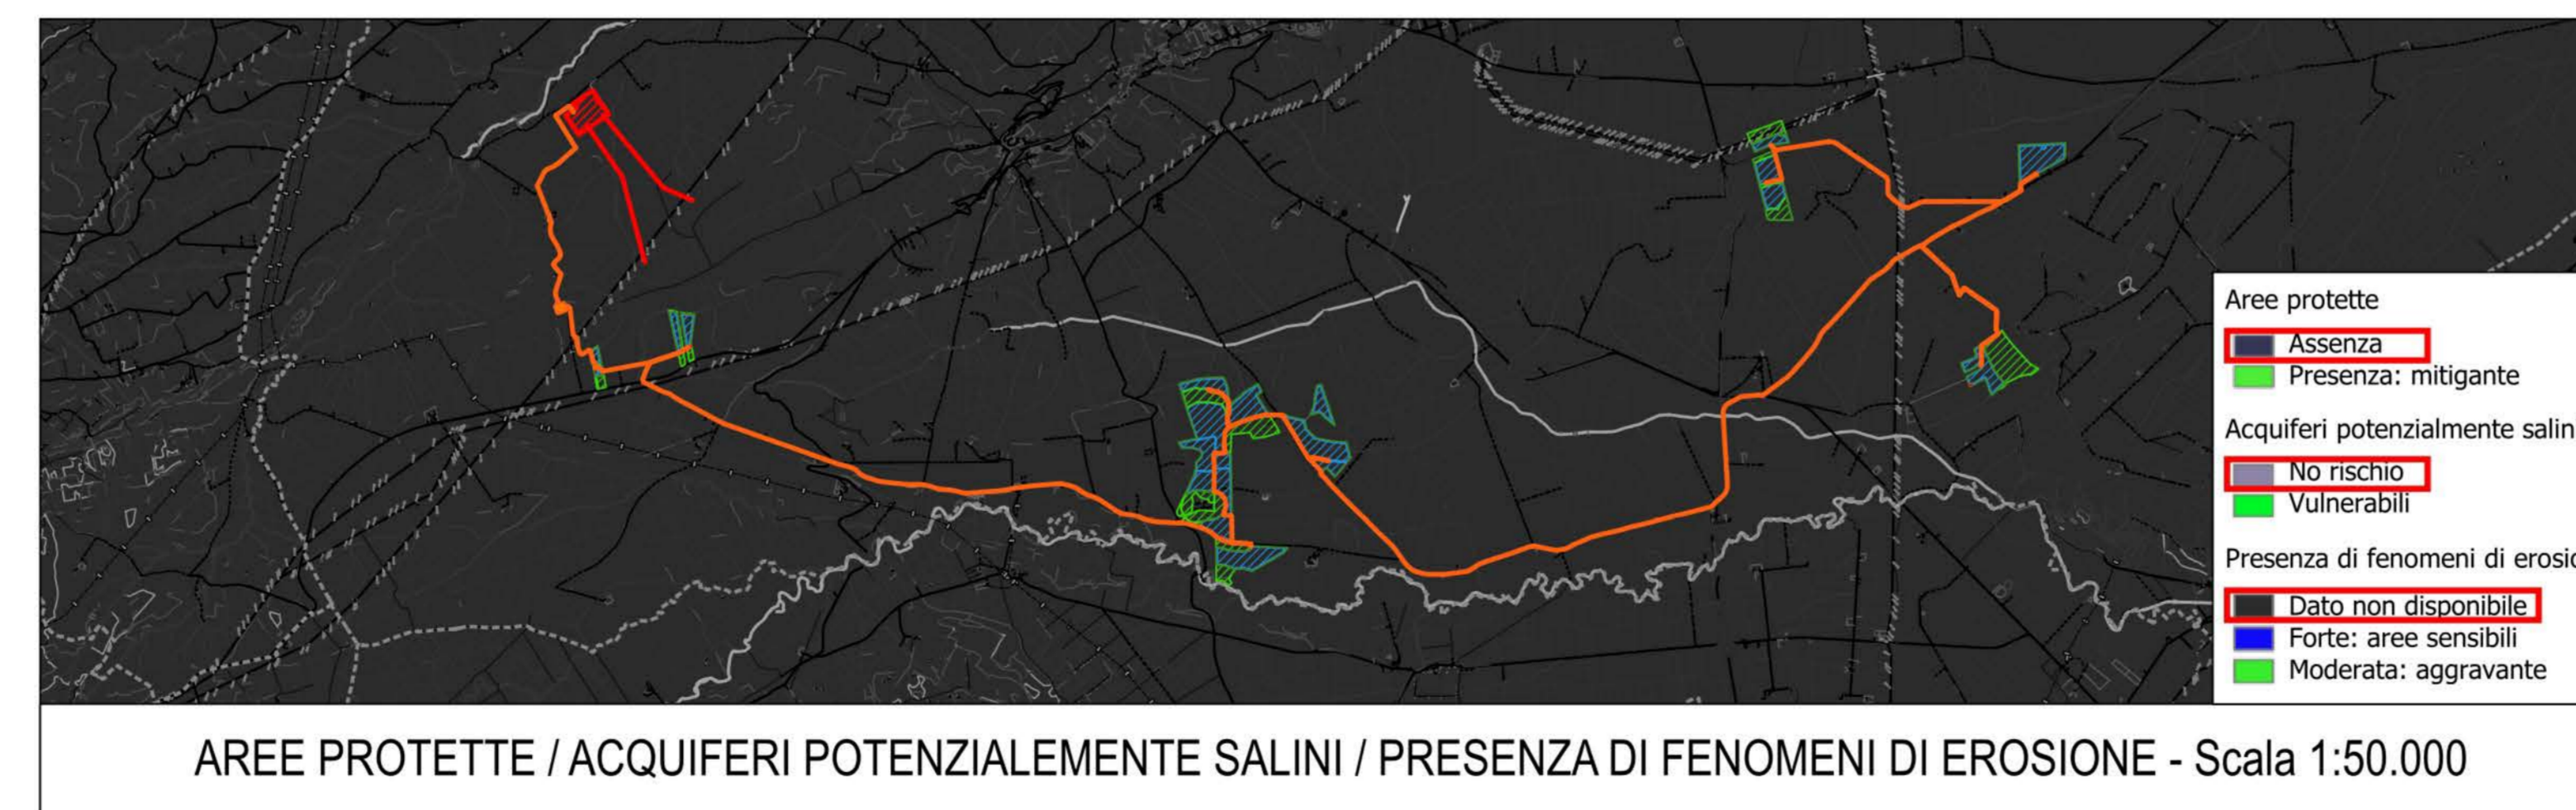 Aree protette
Assenza
Presenza: mitigante
Acquiferi potenzialmente salin
No rischio
Vulnerabili
Presenza di fenomeni di erosio
Dato non disponibile
Forte: aree sensibili
Moderata: aggravante
AREE PROTETTE / ACQUIFERI POTENZIALEMENTE SALINI / PRESENZA DI FENOMENI DI EROSIONE - Scala 1:50.000